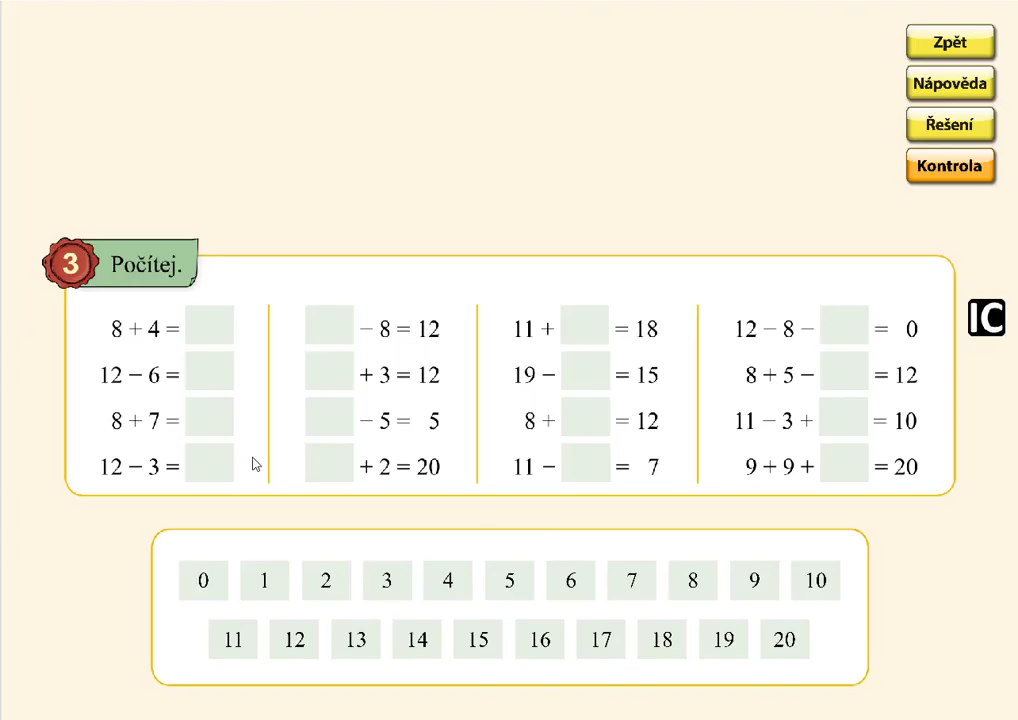 Zpět
Nápověda
Řešení
Kontrola
3 Počítej.
8 + 4 =
12 − 6 =
8 + 7 =
12 − 3 =
− 8 = 12
+ 3 = 12
− 5 = 5
+ 2 = 20
11 + = 18
19 − = 15
8 + = 12
11 − = 7
12 − 8 − = 0
8 + 5 − = 12
11 − 3 + = 10
9 + 9 + = 20
IC
0 1 2 3 4 5 6 7 8 9 10
11 12 13 14 15 16 17 18 19 20